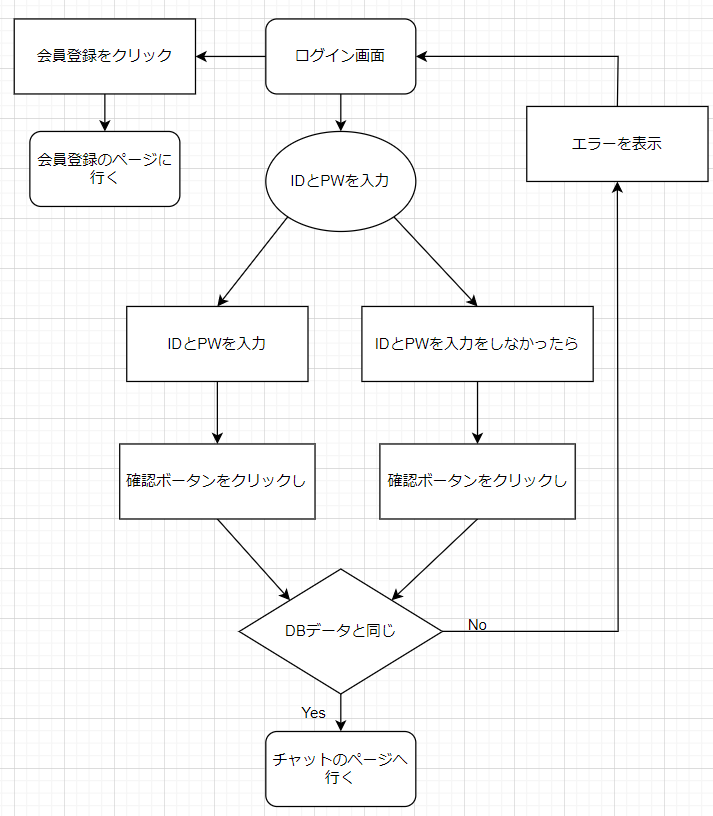 会員登録をクリック
ログイン画面
エラーを表示
会員登録のページに
行く
IDとPWを入力
IDとPWを入力
IDとPWを入力をしなかったら
確認ボータンをクリックし
確認ボータンをクリックし
DBデータと同じ
No
Yes
チャットのページへ
行く